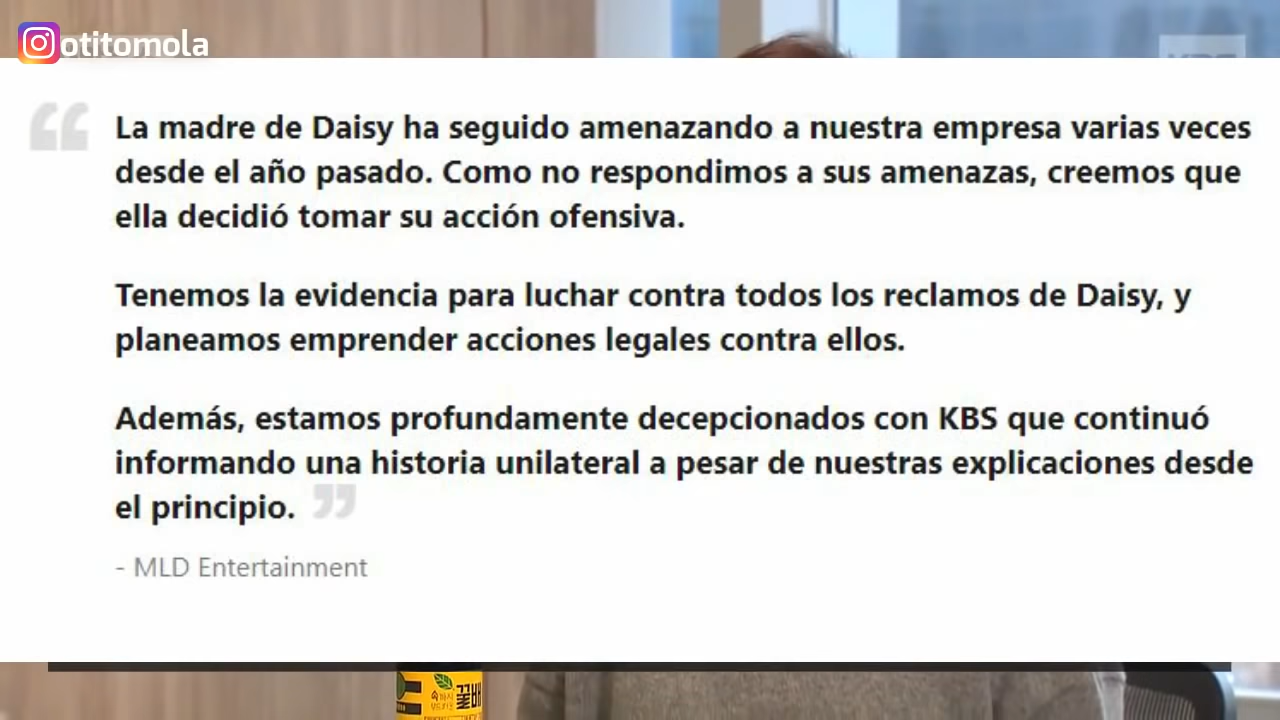 otitomola
KBS
La madre de Daisy ha seguido amenazando a nuestra empresa varias veces
desde el año pasado. Como no respondimos a sus amenazas, creemos que
ella decidió tomar su acción ofensiva.
Tenemos la evidencia para luchar contra todos los reclamos de Daisy, y
planeamos emprender acciones legales contra ellos.
Además, estamos profundamente decepcionados con KBS que continuó
informando una historia unilateral a pesar de nuestras explicaciones desde
el principio.
- MLD Entertainment